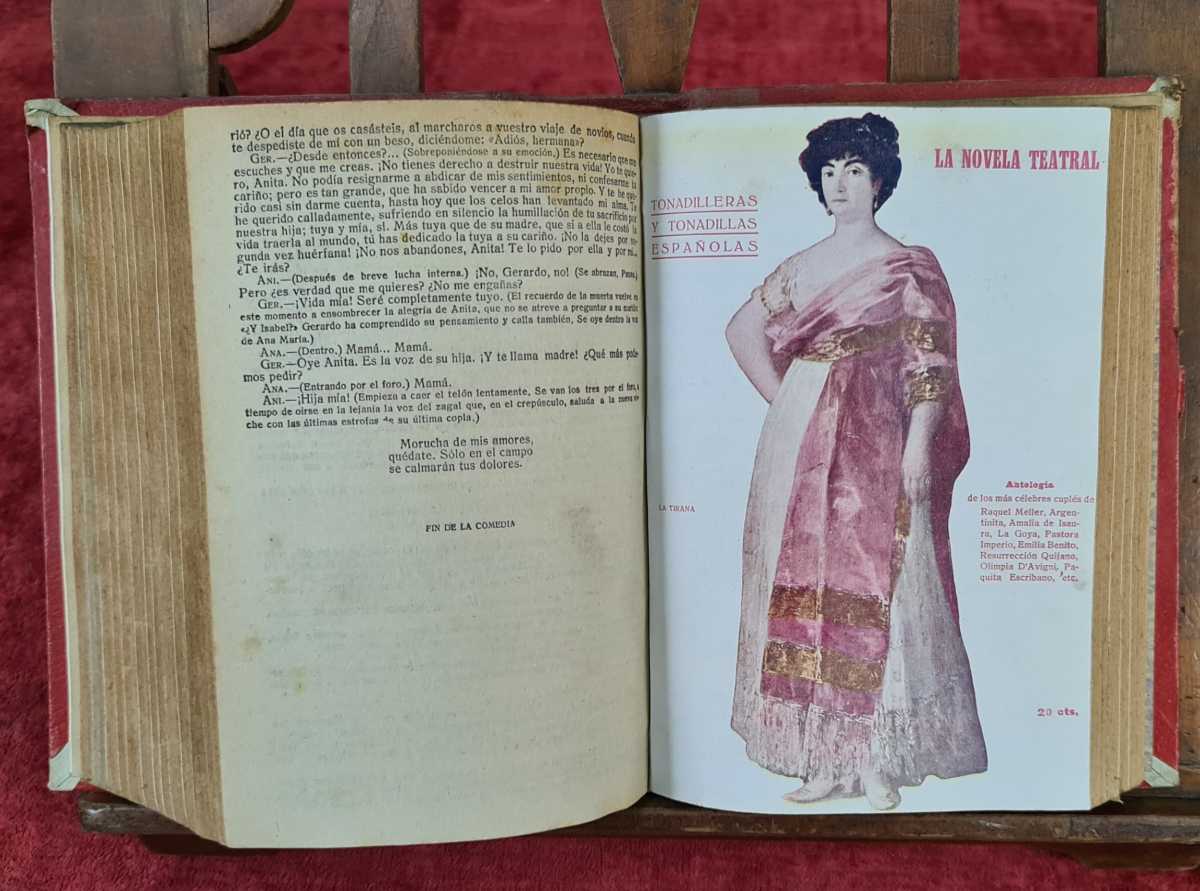 rió? ¿O el día que os casásteis, al marcharos a vuestro viaje de novios, cuando
te despediste de mí con un beso, diciéndome: «Adiós, hermana»?
GER.—¿Desde entonces?... (Sobreponiéndose a su emoción.) Es necesario que me
escuches y que me creas. ¡No tienes derecho a destruir nuestra vida! Yo te quie-
ro, Anita. No podía resignarme a abdicar de mis sentimientos, ni confesarme tu
cariño; pero es tan grande, que ha sabido vencer a mi amor propio. Y te he que-
rido casi sin darme cuenta, hasta hoy que los celos han levantado mi alma. Te
he querido calladamente, sufriendo en silencio la humillación de tu sacrificio por
nuestra hija; tuya y mía, sí. Más tuya que de su madre, que si a ella le costó la
vida traerla al mundo, tú has dedicado la tuya a su cariño. ¡No la dejes por se-
gunda vez huérfana! ¡No nos abandones, Anita! Te lo pido por ella y por mí...
¿Te irás?
ANI.—(Después de breve lucha interna.) ¡No, Gerardo, no! (Se abrazan, Pausa.)
Pero ¿es verdad que me quieres? ¿No me engañas?
GER.—¡Vida mía! Seré completamente tuyo. (El recuerdo de la muerta vuelve en
este momento a ensombrecer la alegría de Anita, que no se atreve a preguntar a su marido
«¿Y Isabel?» Gerardo ha comprendido su pensamiento y calla también. Se oye dentro la voz
de Ana María.)
ANA.—(Dentro.) Mamá... Mamá.
GER.—Oye Anita. Es la voz de su hija. ¡Y te llama madre! ¿Qué más pode-
mos pedir?
ANA.—(Entrando por el foro.) Mamá.
ANI.—¡Hija mía! (Empieza a caer el telón lentamente, Se van los tres por el foro, a
tiempo de oirse en la lejanía la voz del zagal que, en el crepúsculo, saluda a la nueva no-
che con las últimas estrofas de su última copla.)
Morucha de mis amores,
quédate. Sólo en el campo
se calmarán tus dolores.
FIN DE LA COMEDIA
LA NOVELA TEATRAL
TONADILLERAS
Y TONADILLAS
ESPAÑOLAS
LA TIRANA
Antología
de los más célebres cuplés de
Raquel Meller, Argen-
tinita, Amalia de Isau-
ra, La Goya, Pastora
Imperio, Emilia Benito,
Resurrección Quijano,
Olimpia D'Avigni, Pa-
quita Escribano, etc.
20 cts.